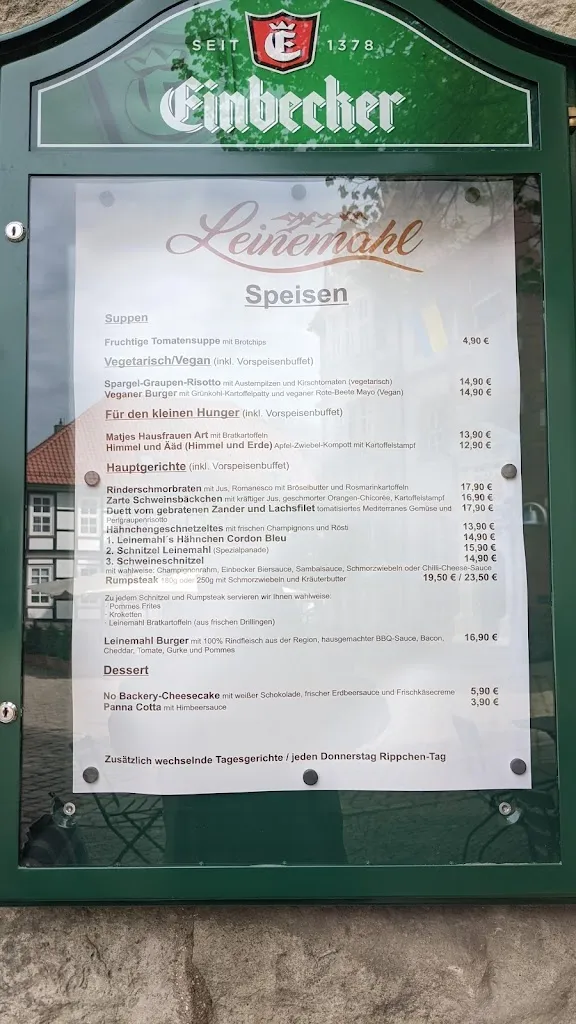 SEIT E 1378
Einbecker
Leinemahl
Speisen
Suppen
Fruchtige Tomatensuppe mit Brotchips 4,90 €
Vegetarisch/Vegan (inkl. Vorspeisenbuffet)
Spargel-Graupen-Risotto mit Austernpitzen und Kirschtomaten (vegetarisch) 14,90 €
Veganer Burger mit Grünkohl-Kartoffelpatty und veganer Rote-Beete Mayo (Vegan) 14,90 €
Für den kleinen Hunger (inkl. Vorspeisenbuffet)
Matjes Hausfrauen Art mit Bratkartoffeln 13,90 €
Himmel und Ääd (Himmel und Erde) Apfel-Zwiebel-Kompott mit Kartoffelstampf 12,90 €
Hauptgerichte (inkl. Vorspeisenbuffet)
Rinderschmorbraten mit Jus, Romanesco mit Bröselbutter und Rosmarinkartoffeln 17,90 €
Zarte Schweinsbäckchen mit kräftiger Jus, geschmorter Orangen-Chicorée, Kartoffelstampf 16,90 €
Duett vom gebratenen Zander und Lachsfilet tomatisiertes Mediterranes Gemüse und 17,90 €
Perlgraupenrisotto
Hähnchengeschnetzeltes mit frischen Champignons und Rösti 13,90 €
1. Leinemahl´s Hähnchen Cordon Bleu 14,90 €
2. Schnitzel Leinemahl (Spezialpanade) 15,90 €
3. Schweineschnitzel 14,90 €
mit wahlweise: Champignonrahm, Einbecker Biersauce, Sambalsauce, Schmorzwiebeln oder Chilli-Cheese-Sauce
Rumpsteak 180g oder 250g mit Schmorzwiebeln und Kräuterbutter 19,50 € / 23,50 €
Zu jedem Schnitzel und Rumpsteak servieren wir Ihnen wahlweise:
· Pommes Frites
· Kroketten
· Leinemahl Bratkartoffeln (aus frischen Drillingen)
Leinemahl Burger mit 100% Rindfleisch aus der Region, hausgemachter BBQ-Sauce, Bacon, 16,90 €
Cheddar, Tomate, Gurke und Pommes
Dessert
No Backery-Cheesecake mit weißer Schokolade, frischer Erdbeersauce und Frischkäsecreme 5,90 €
Panna Cotta mit Himbeersauce 3,90 €
Zusätzlich wechselnde Tagesgerichte / jeden Donnerstag Rippchen-Tag